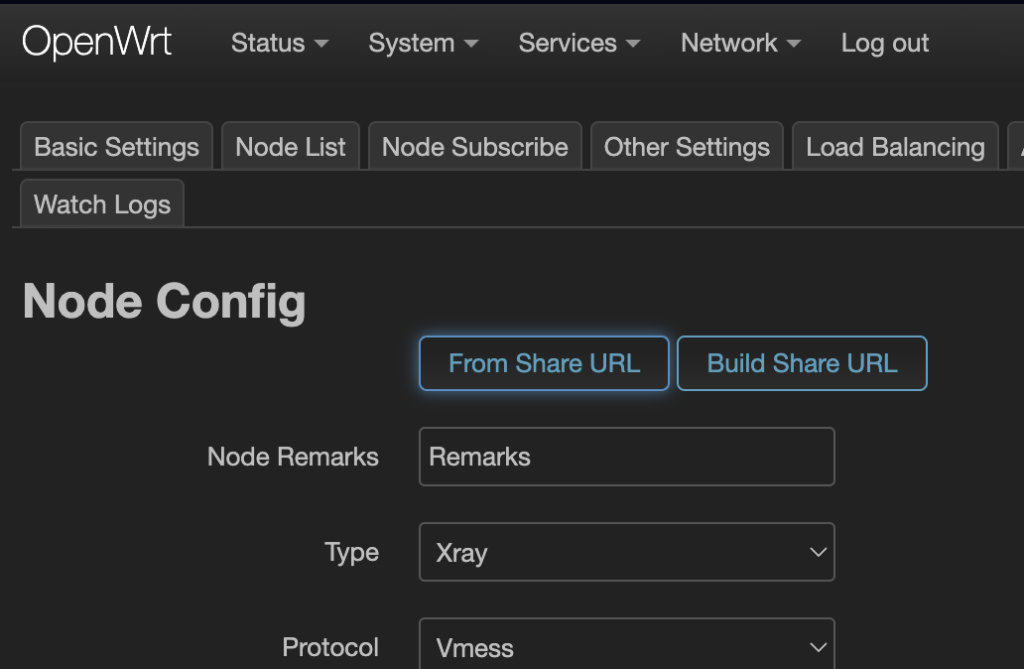 OpenWrt Status System Services Network Log out
Basic Settings Node List Node Subscribe Other Settings Load Balancing
Watch Logs
Node Config
From Share URL Build Share URL
Node Remarks Remarks
Type Xray
Protocol Vmess